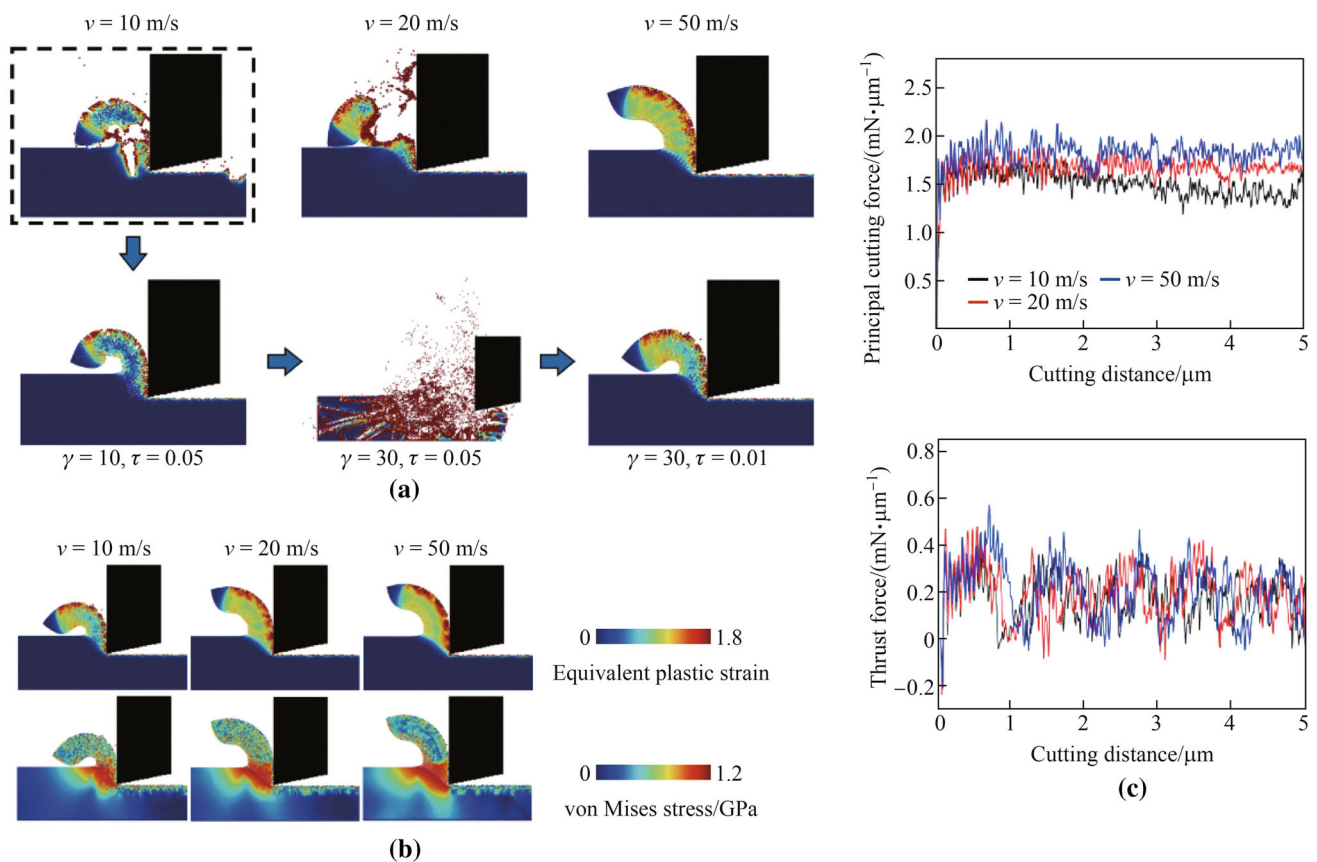 (a)
v = 10 m/s v = 20 m/s v = 50 m/s
γ = 10, τ = 0.05 γ = 30, τ = 0.05 γ = 30, τ = 0.01
(a)
v = 10 m/s v = 20 m/s v = 50 m/s
0 1.8
Equivalent plastic strain
0 1.2
von Mises stress/GPa
(b)
Principal cutting force/(mN•μm⁻¹)
2.5
2.0
1.5
1.0
0.5
v = 10 m/s v = 50 m/s
v = 20 m/s
0 1 2 3 4 5
Cutting distance/μm
Thrust force/(mN•μm⁻¹)
0.8
0.6
0.4
0.2
0
−0.2
0 1 2 3 4 5
Cutting distance/μm
(c)